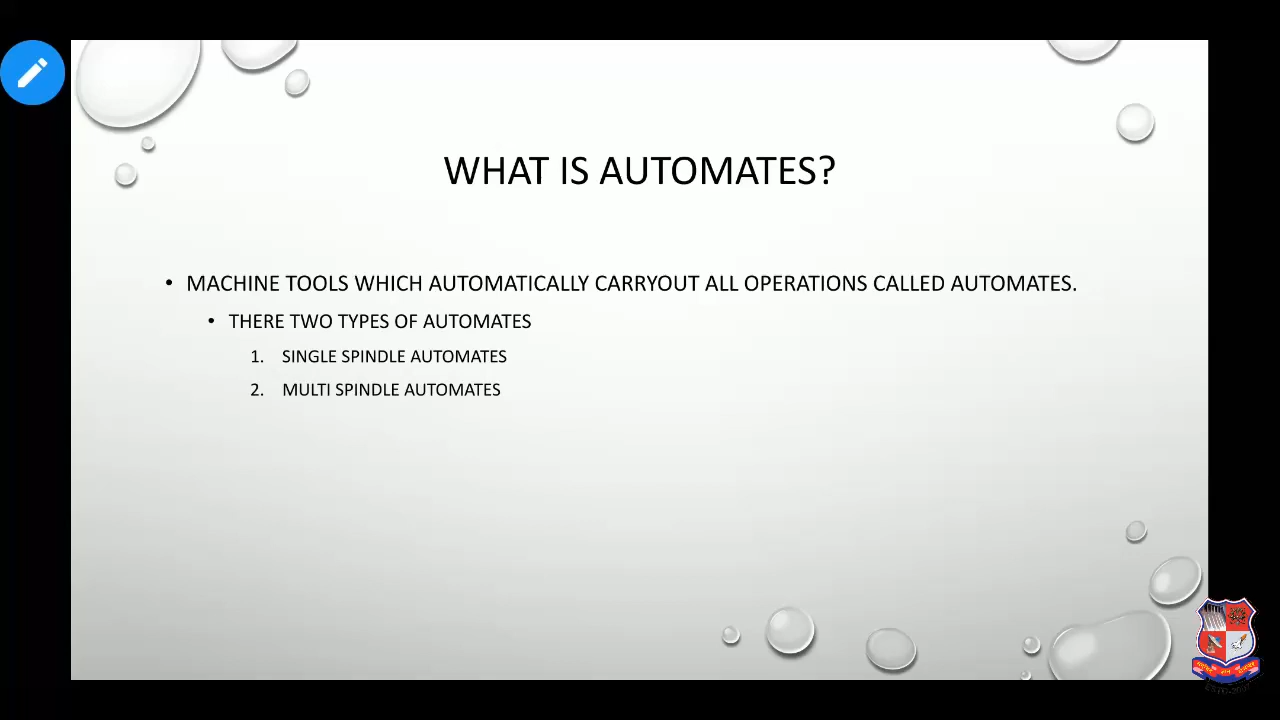 WHAT IS AUTOMATES?
• MACHINE TOOLS WHICH AUTOMATICALLY CARRYOUT ALL OPERATIONS CALLED AUTOMATES.
• THERE TWO TYPES OF AUTOMATES
1. SINGLE SPINDLE AUTOMATES
2. MULTI SPINDLE AUTOMATES